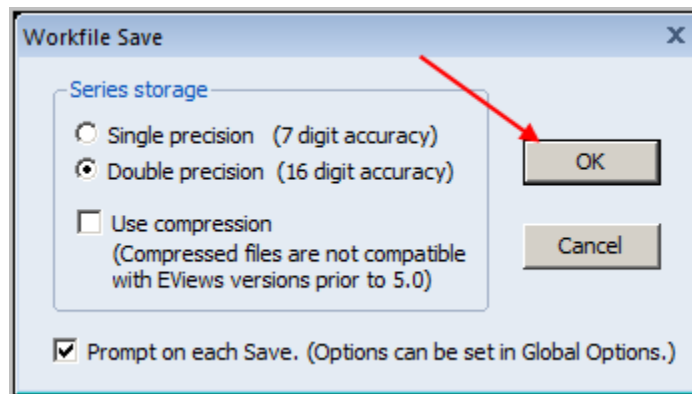 Workfile Save
Series storage
Single precision (7 digit accuracy)
Double precision (16 digit accuracy)
OK
Use compression
(Compressed files are not compatible
with EViews versions prior to 5.0)
Cancel
Prompt on each Save. (Options can be set in Global Options.)